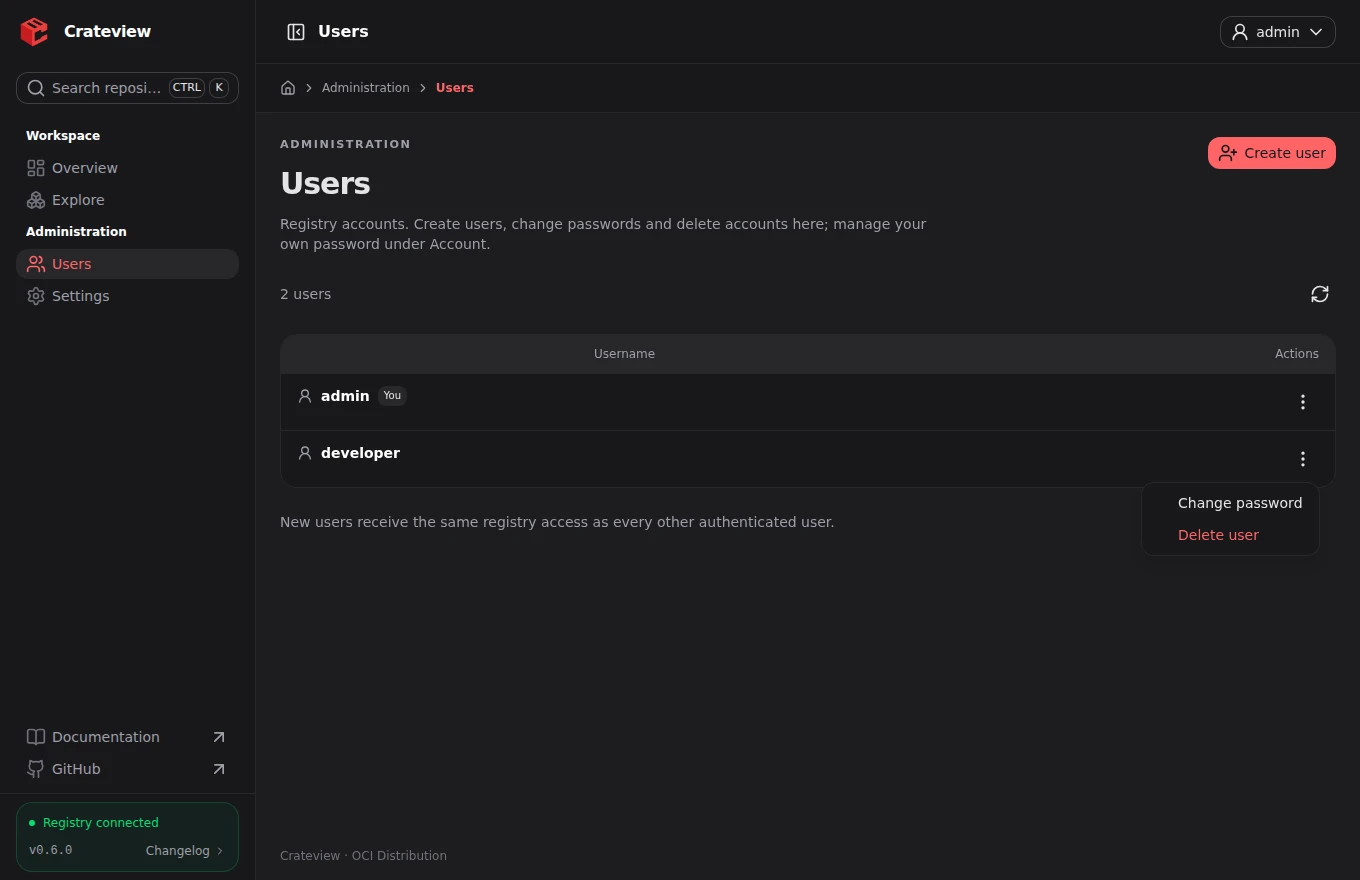 Crateview
Users
admin
Search reposi... CTRL K
Administration
Users
Workspace
Overview
Explore
Administration
Users
Settings
ADMINISTRATION
Create user
Users
Registry accounts. Create users, change passwords and delete accounts here; manage your
own password under Account.
2 users
Username
Actions
admin You
developer
Change password
Delete user
New users receive the same registry access as every other authenticated user.
Documentation
GitHub
Registry connected
v0.6.0
Changelog
Crateview · OCI Distribution